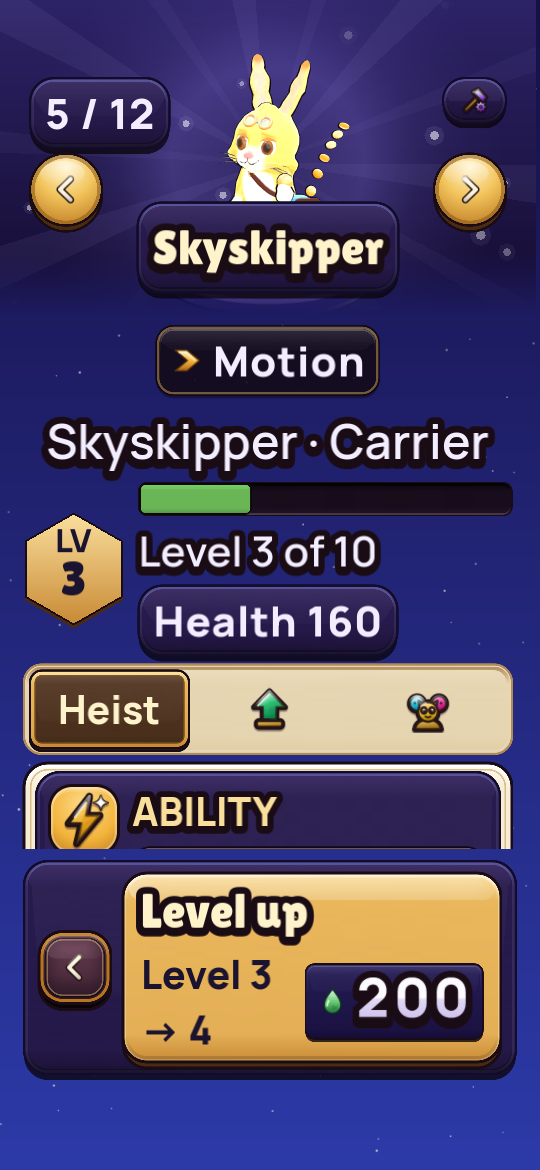 5 / 12
Skyskipper
Motion
Skyskipper · Carrier
LV
3
Level 3 of 10
Health 160
Heist
ABILITY
Level up
Level 3
→ 4
200